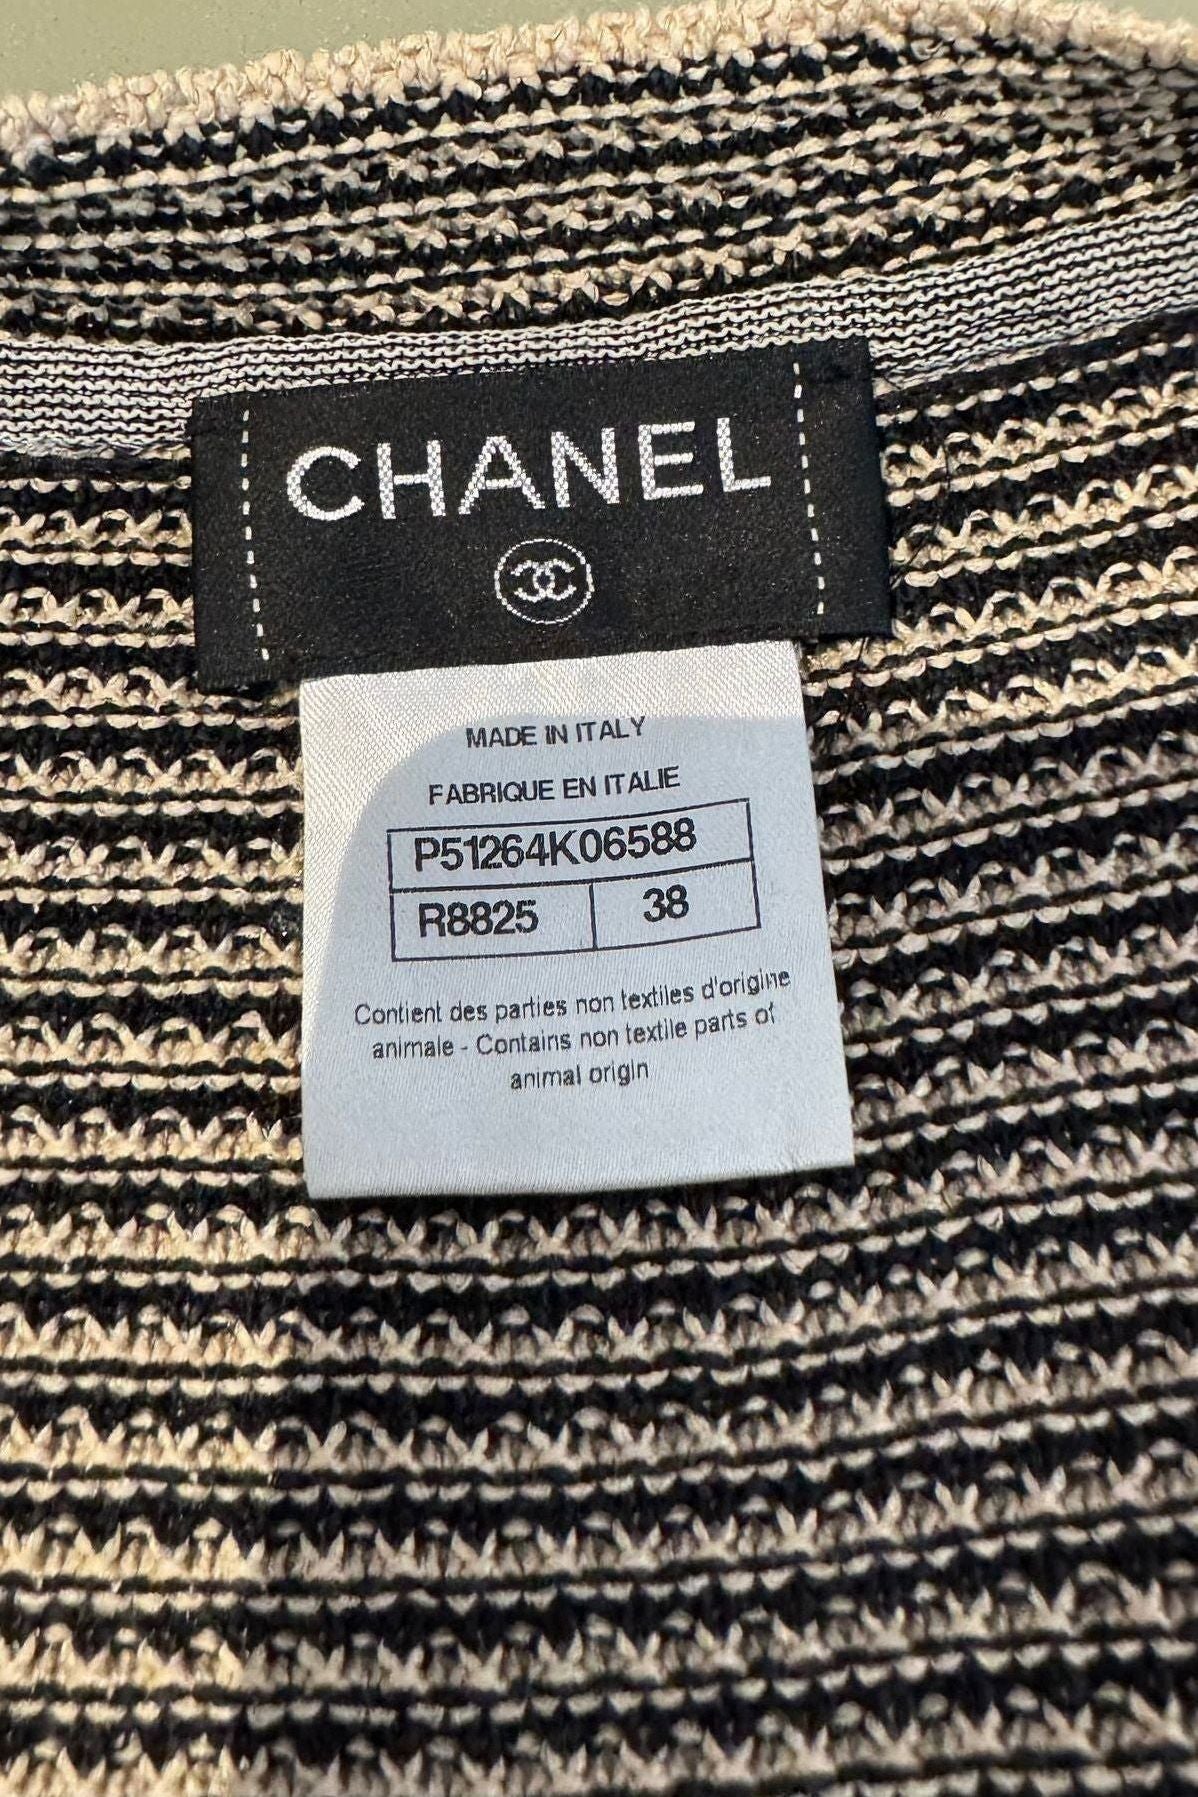 CHANEL
MADE IN ITALY
FABRIQUE EN ITALIE
P51264K06588
R8825 38
Contient des parties non textiles d'origine
animale - Contains non textile parts of
animal origin